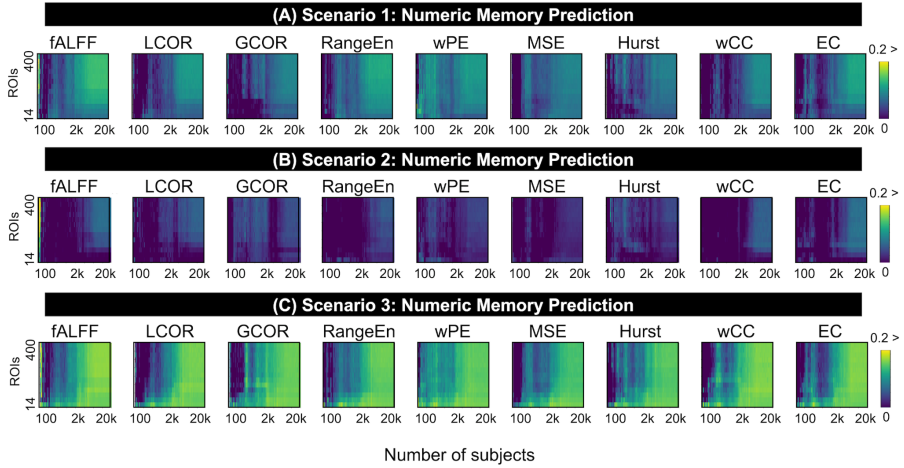 (A) Scenario 1: Numeric Memory Prediction
fALFF LCOR GCOR RangeEn wPE MSE Hurst wCC EC
0.2 >
400
ROIs
14
0
100 2k 20k 100 2k 20k 100 2k 20k 100 2k 20k 100 2k 20k 100 2k 20k 100 2k 20k 100 2k 20k 100 2k 20k
(B) Scenario 2: Numeric Memory Prediction
fALFF LCOR GCOR RangeEn wPE MSE Hurst wCC EC
0.2 >
400
ROIs
14
0
100 2k 20k 100 2k 20k 100 2k 20k 100 2k 20k 100 2k 20k 100 2k 20k 100 2k 20k 100 2k 20k 100 2k 20k
(C) Scenario 3: Numeric Memory Prediction
fALFF LCOR GCOR RangeEn wPE MSE Hurst wCC EC
0.2 >
400
ROIs
14
0
100 2k 20k 100 2k 20k 100 2k 20k 100 2k 20k 100 2k 20k 100 2k 20k 100 2k 20k 100 2k 20k 100 2k 20k
Number of subjects